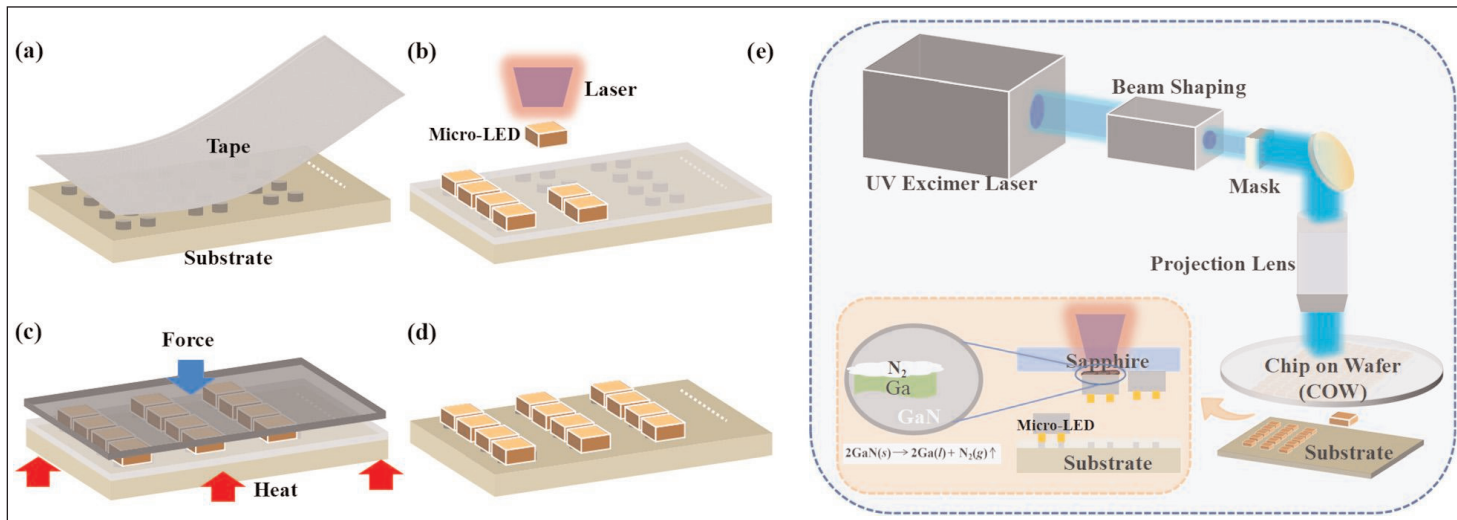 (a)
Tape
Substrate
(b)
Laser
Micro-LED
(c)
Force
Heat
(d)
(e)
UV Excimer Laser
Beam Shaping
Mask
Projection Lens
Chip on Wafer
(COW)
Substrate
Sapphire
N₂
Ga
GaN
Micro-LED
2GaN(s)→2Ga(l)+ N₂(g)↑
Substrate